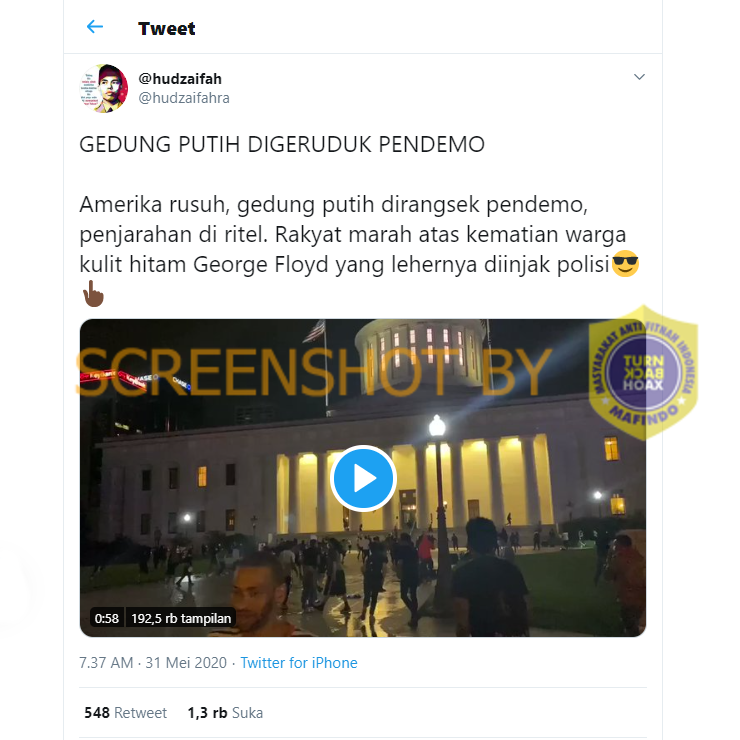 Tweet
@hudzaifah
@hudzaifahra
GEDUNG PUTIH DIGERUDUK PENDEMO
Amerika rusuh, gedung putih dirangsek pendemo,
penjarahan di ritel. Rakyat marah atas kematian warga
kulit hitam George Floyd yang lehernya diinjak polisi😎
👆🏿
SCREENSHOT BY
MASYARAKAT ANTI FITNAH INDONESIA
TURN
BACK
HOAX
MAFINDO
CHASE
CHASE
0:58 192,5 rb tampilan
7.37 AM · 31 Mei 2020 · Twitter for iPhone
548 Retweet 1,3 rb Suka